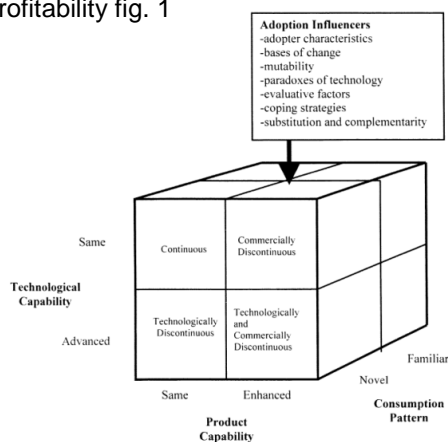 rofitability fig. 1
Adoption Influencers
-adopter characteristics
-bases of change
-mutability
-paradoxes of technology
-evaluative factors
-coping strategies
-substitution and complementarity
Same
Continuous
Commercially
Discontinuous
Technological
Capability
Advanced
Technologically
Discontinuous
Technologically
and
Commercially
Discontinuous
Familiar
Novel
Same
Enhanced
Consumption
Pattern
Product
Capability